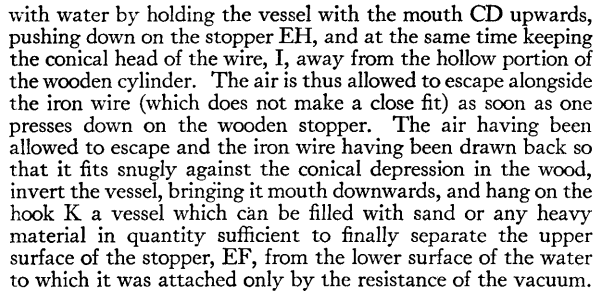 with water by holding the vessel with the mouth CD upwards,
pushing down on the stopper EH, and at the same time keeping
the conical head of the wire, I, away from the hollow portion of
the wooden cylinder. The air is thus allowed to escape alongside
the iron wire (which does not make a close fit) as soon as one
presses down on the wooden stopper. The air having been
allowed to escape and the iron wire having been drawn back so
that it fits snugly against the conical depression in the wood,
invert the vessel, bringing it mouth downwards, and hang on the
hook K a vessel which can be filled with sand or any heavy
material in quantity sufficient to finally separate the upper
surface of the stopper, EF, from the lower surface of the water
to which it was attached only by the resistance of the vacuum.